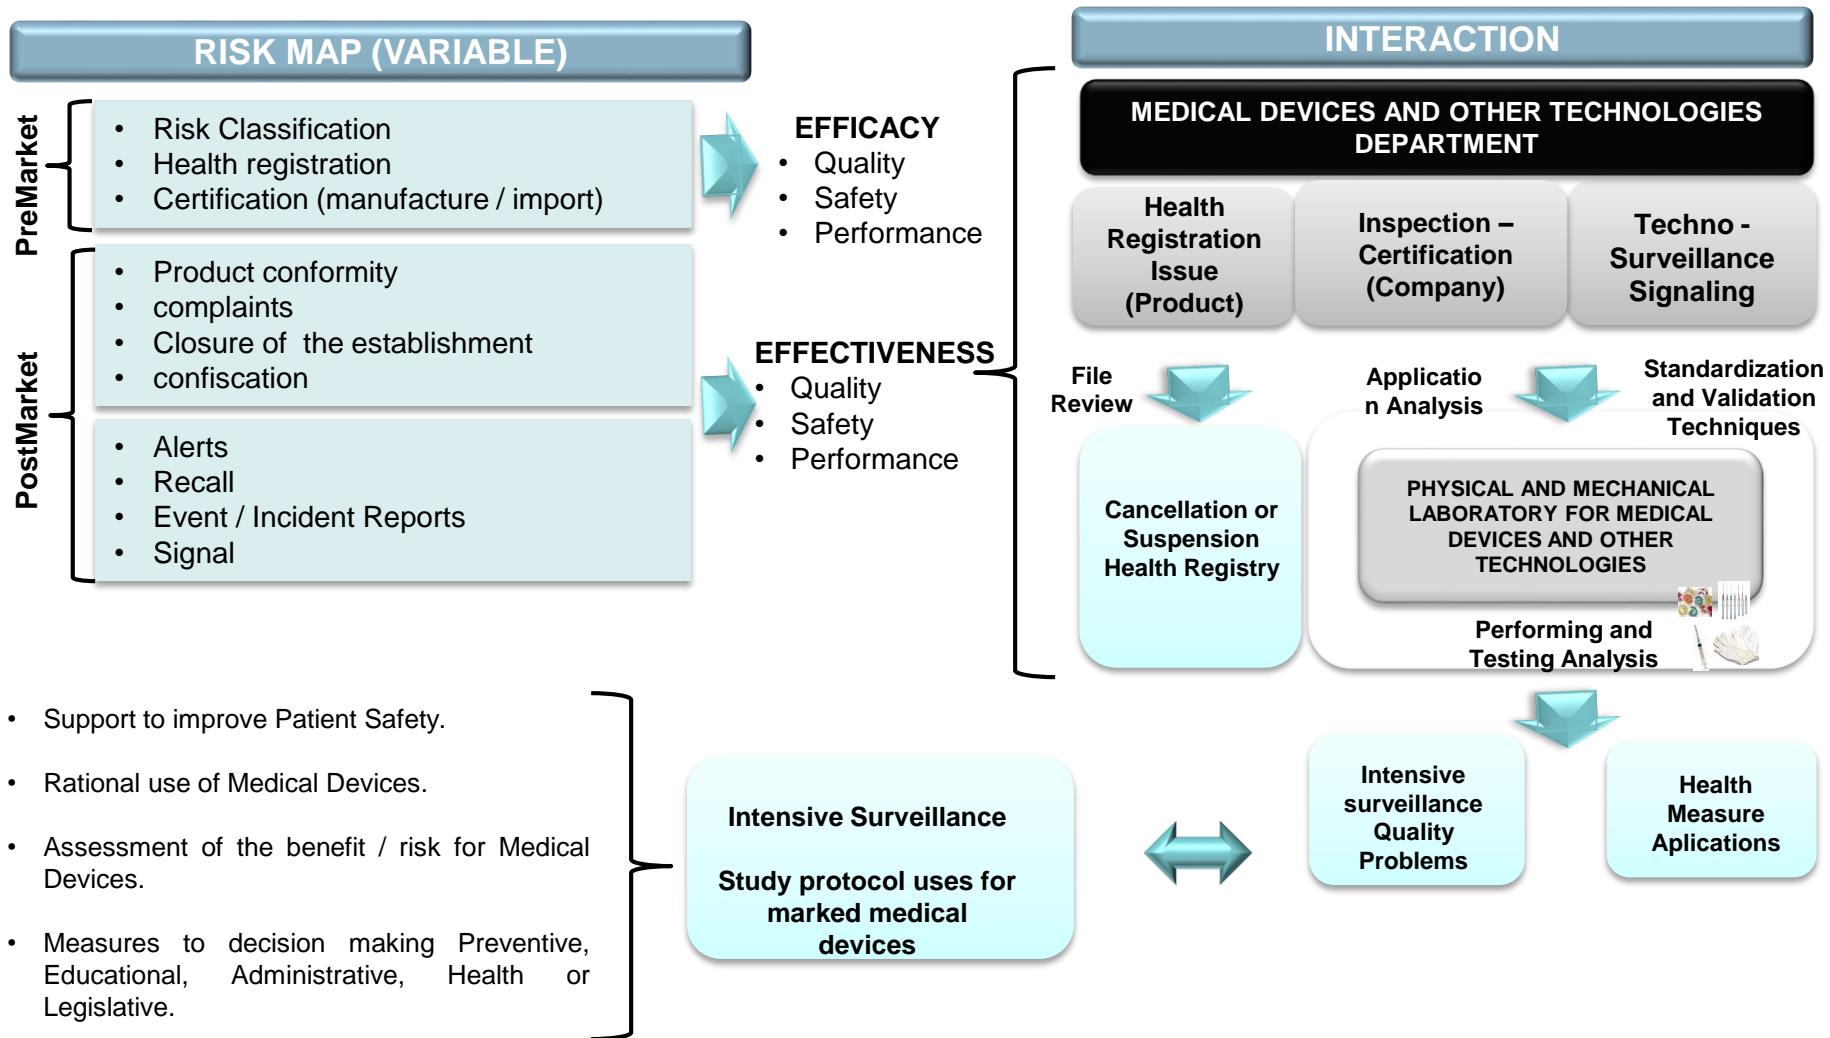 RISK MAP (VARIABLE)
PreMarket
• Risk Classification
• Health registration
• Certification (manufacture / import)
EFFICACY
• Quality
• Safety
• Performance
PostMarket
• Product conformity
• complaints
• Closure of the establishment
• confiscation
• Alerts
• Recall
• Event / Incident Reports
• Signal
EFFECTIVENESS
• Quality
• Safety
• Performance
INTERACTION
MEDICAL DEVICES AND OTHER TECHNOLOGIES
DEPARTMENT
Health
Registration
Issue
(Product)
Inspection –
Certification
(Company)
Techno -
Surveillance
Signaling
File
Review
Applicatio
n Analysis
Standardization
and Validation
Techniques
Cancellation or
Suspension
Health Registry
PHYSICAL AND MECHANICAL
LABORATORY FOR MEDICAL
DEVICES AND OTHER
TECHNOLOGIES
Performing and
Testing Analysis
Intensive
surveillance
Quality
Problems
Health
Measure
Aplications
Intensive Surveillance
Study protocol uses for
marked medical
devices
• Support to improve Patient Safety.
• Rational use of Medical Devices.
• Assessment of the benefit / risk for Medical
Devices.
• Measures to decision making Preventive,
Educational, Administrative, Health or
Legislative.